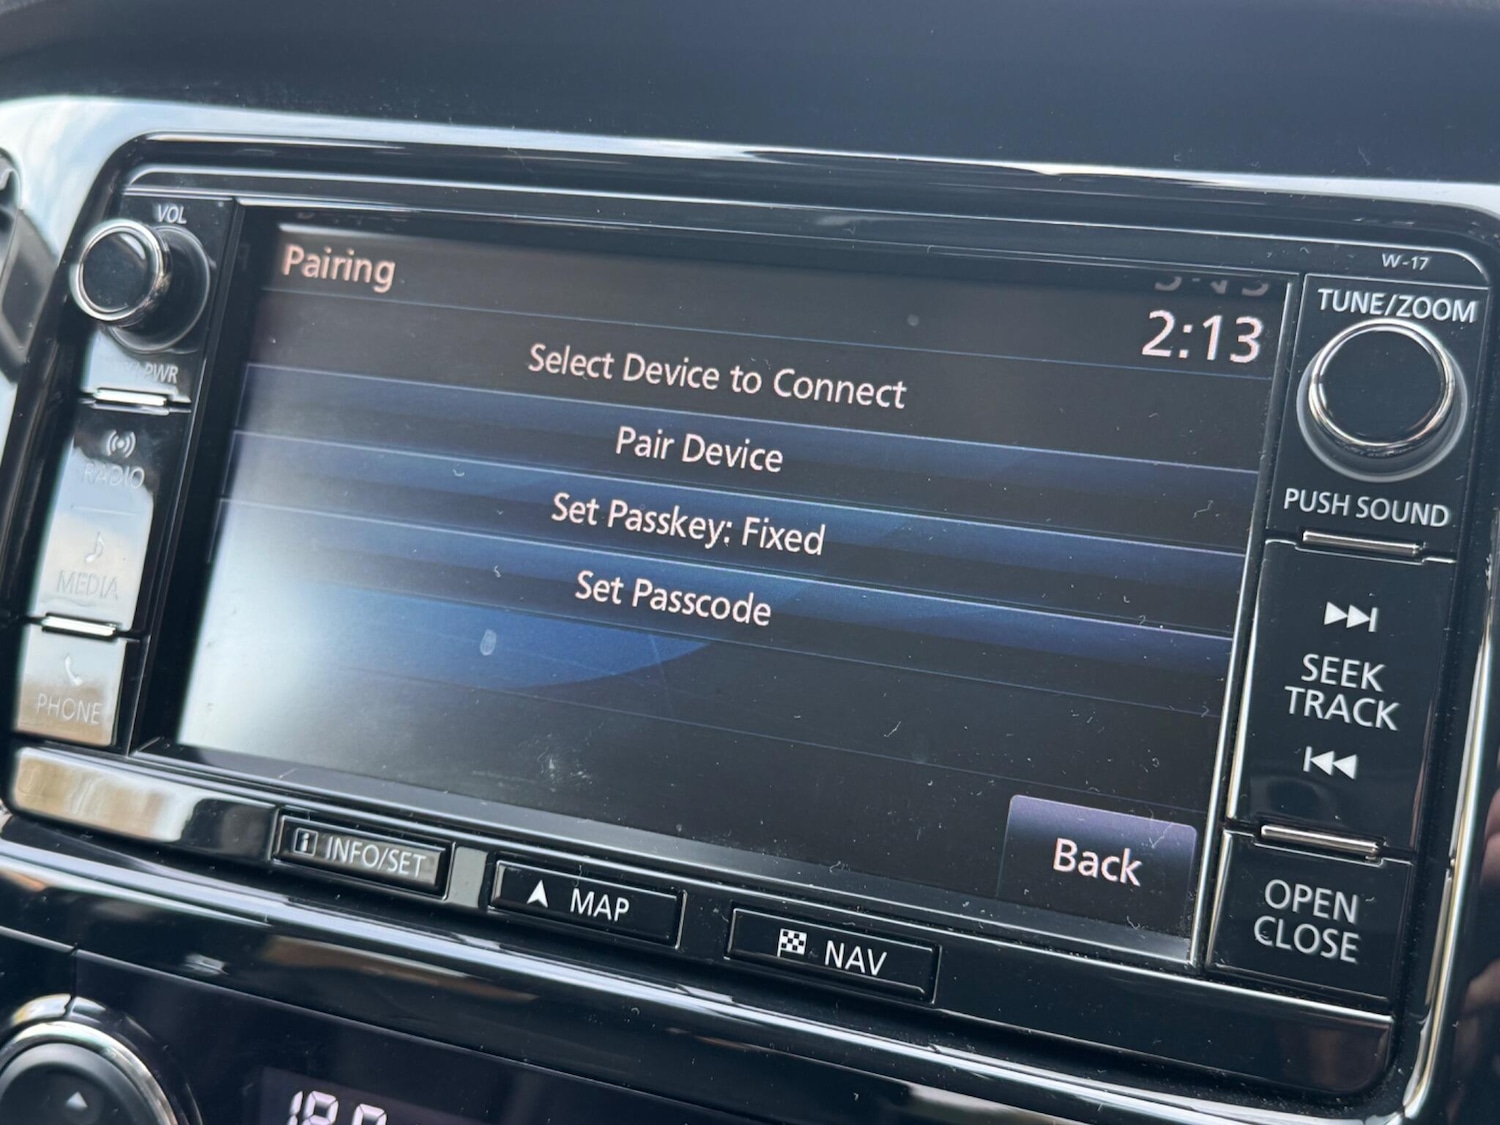 VOL
W-17
Pairing
TUNE/ZOOM
2:13
Select Device to Connect
PWR
Pair Device
RADIO
PUSH SOUND
Set Passkey: Fixed
MEDIA
Set Passcode
SEEK
TRACK
PHONE
Back
INFO/SET
MAP
OPEN
CLOSE
NAV